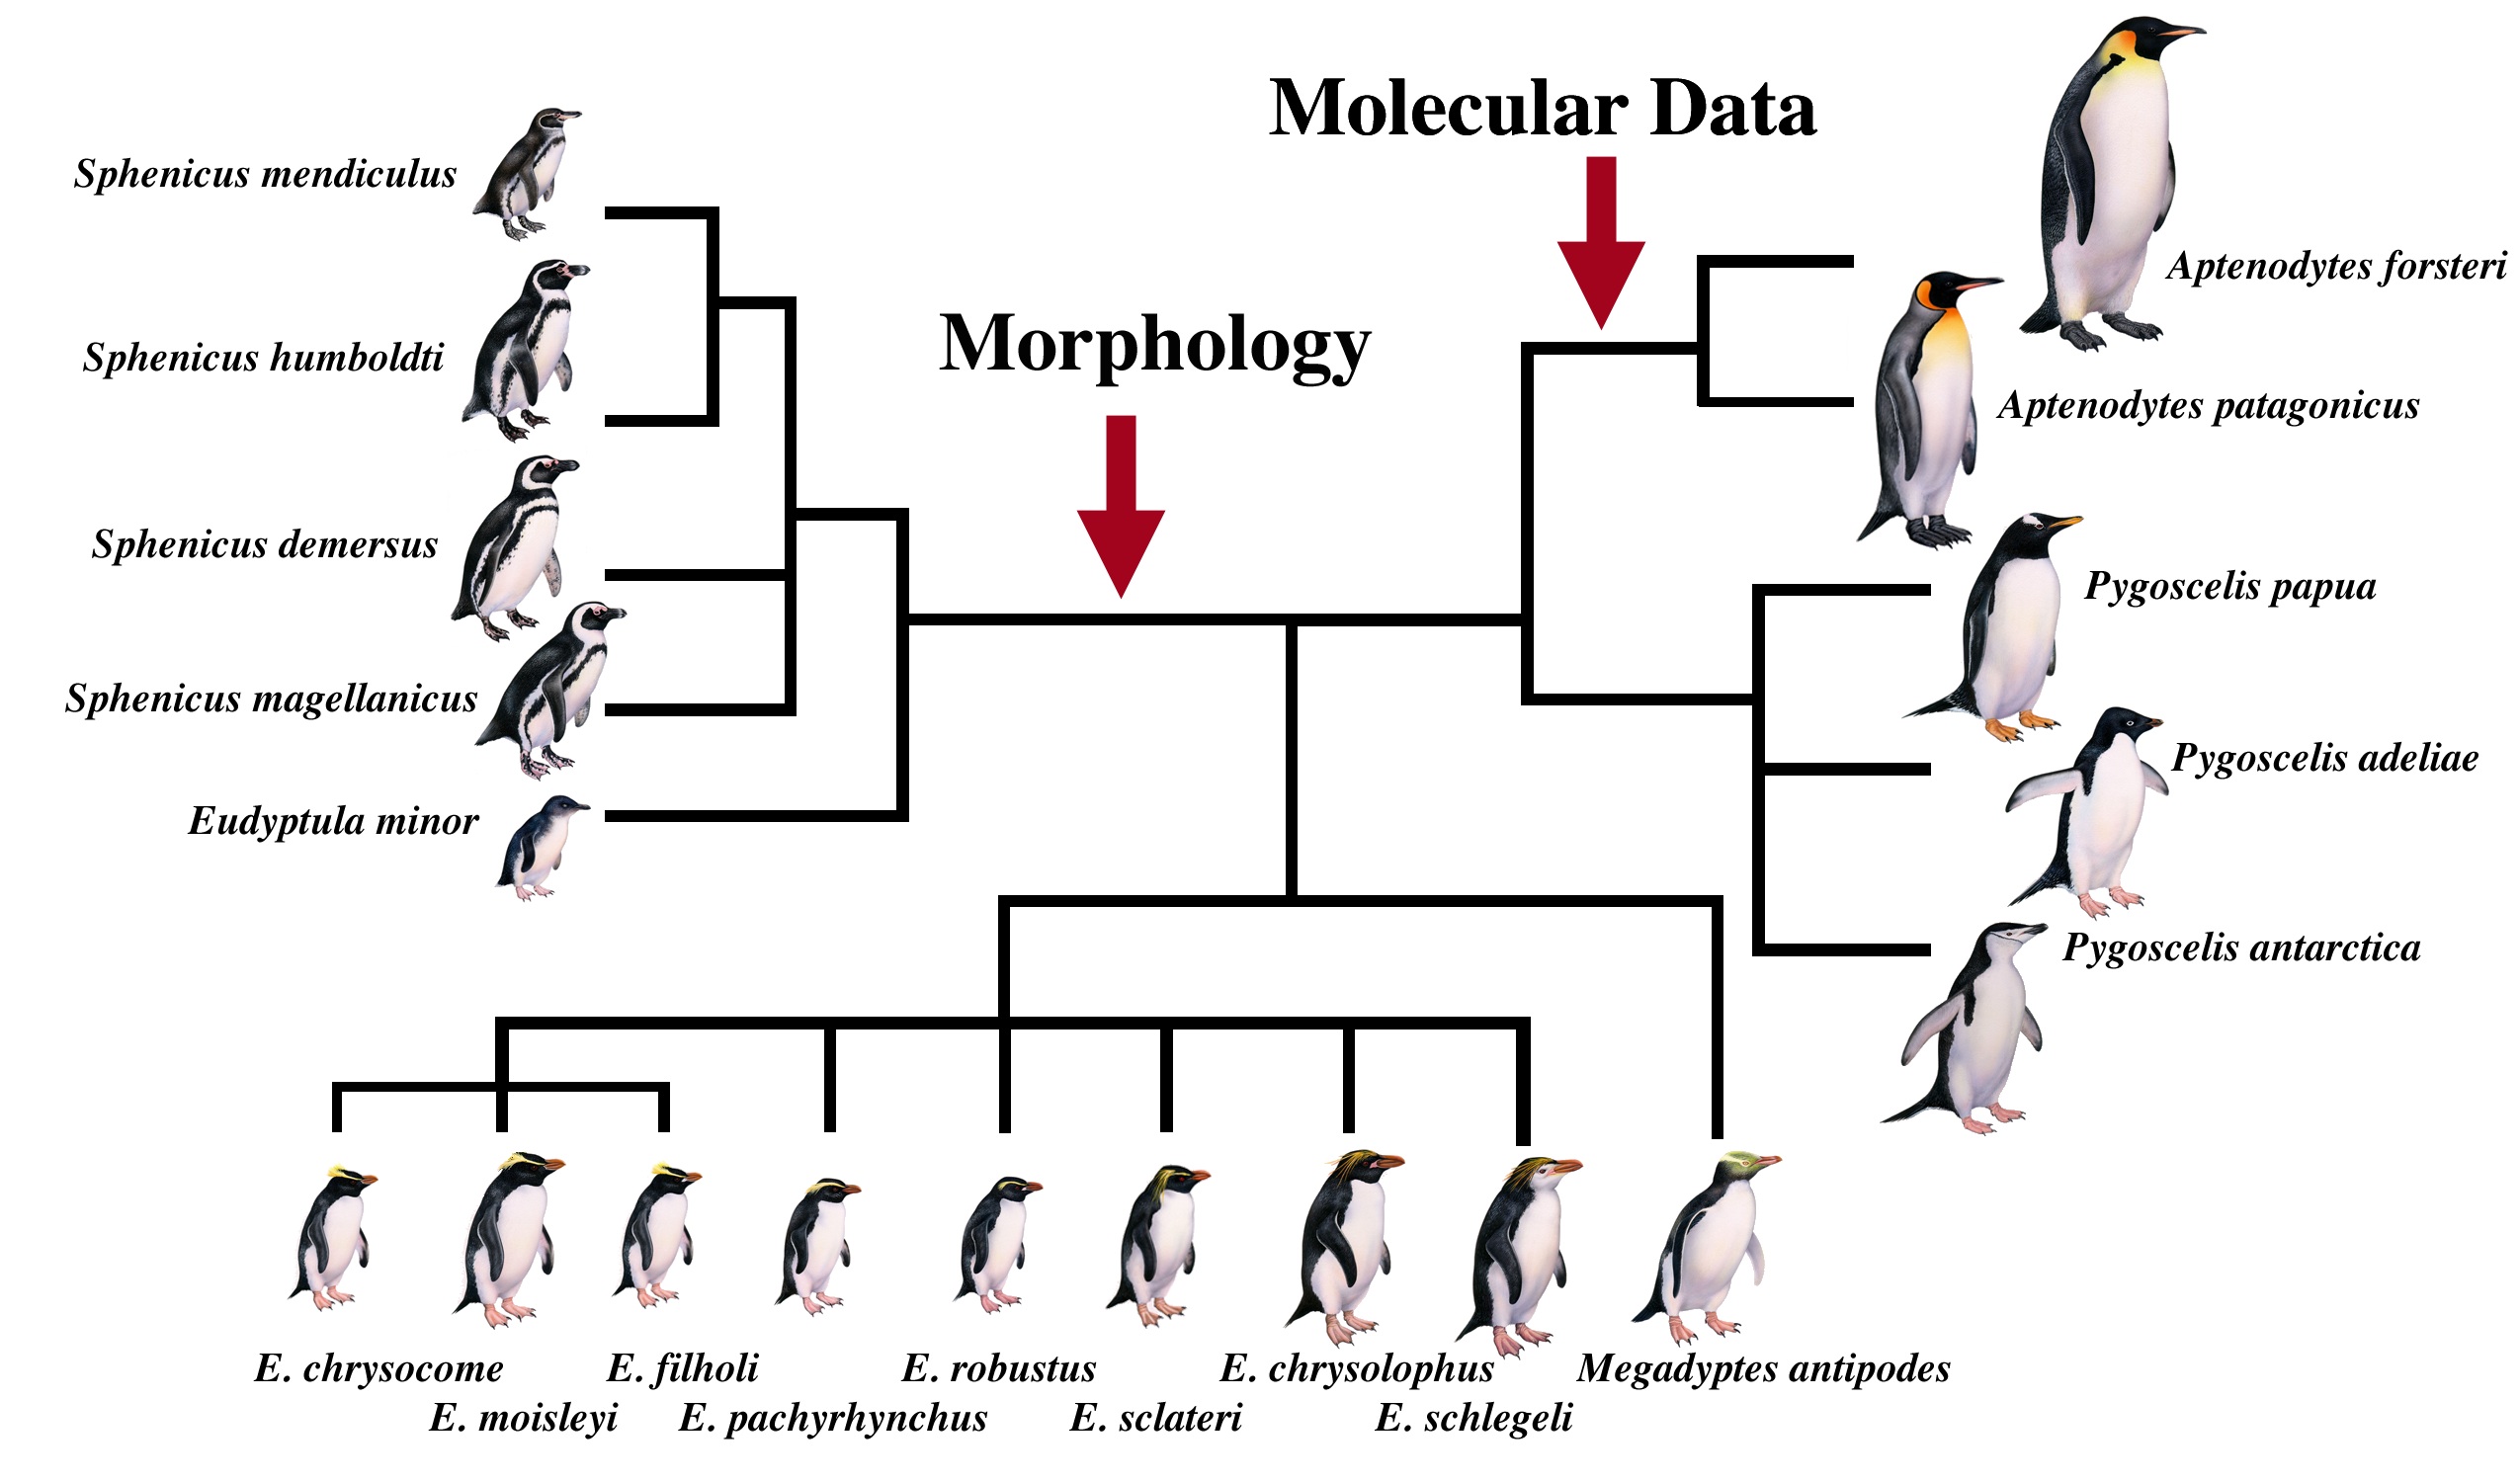 Molecular Data
Morphology
Sphenicus mendiculus
Sphenicus humboldti
Sphenicus demersus
Sphenicus magellanicus
Eudyptula minor
Aptenodytes forsteri
Aptenodytes patagonicus
Pygoscelis papua
Pygoscelis adeliae
Pygoscelis antarctica
E. chrysocome
E. moisleyi
E. filholi
E. pachyrhynchus
E. robustus
E. sclateri
E. chrysolophus
E. schlegeli
Megadyptes antipodes